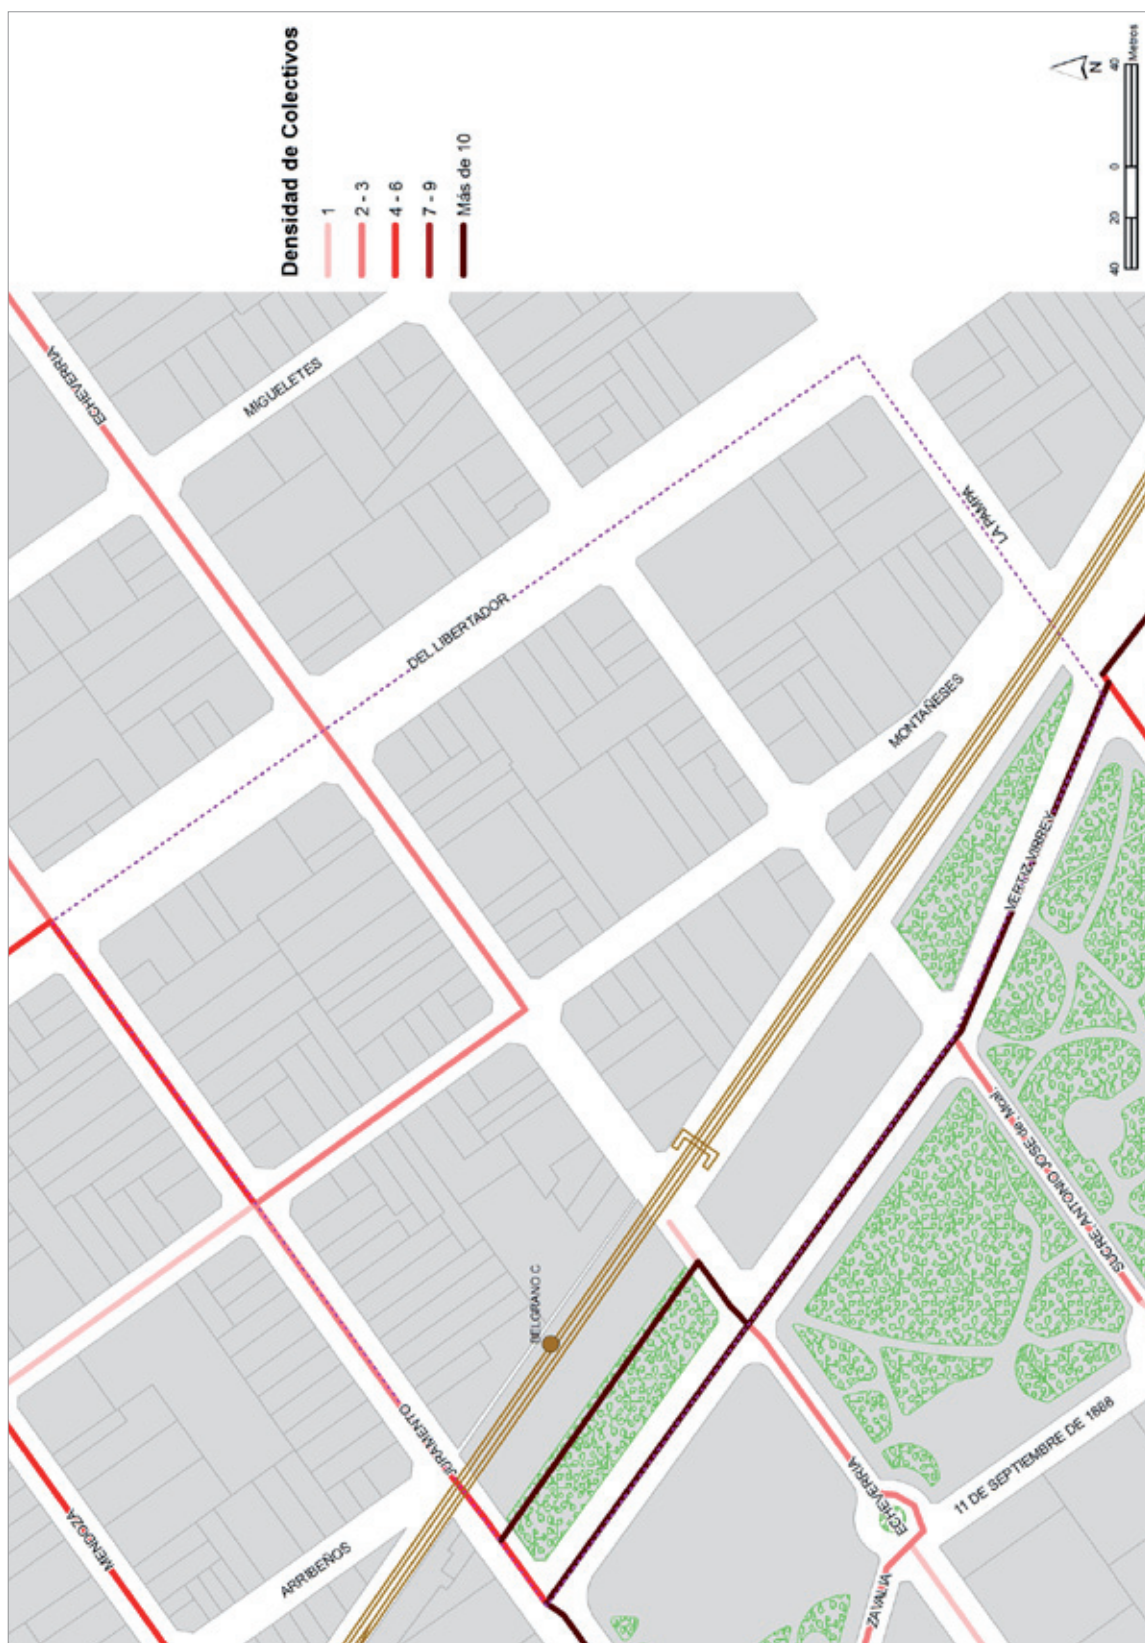 Densidad de Colectivos
1
2 - 3
4 - 6
7 - 9
Más de 10
N
40 20 0 40
Metros
ECHEVERRIA
MIGUELETES
DEL LIBERTADOR
LA PAMPA
MONTAÑESES
VERTIZ VIRREY
SUCRE, ANTONIO JOSE de, Mcal.
BELGRANO C
JURAMENTO
MENDOZA
ARRIBEÑOS
ECHEVERRIA
11 DE SEPTIEMBRE DE 1888
ZAVALIA